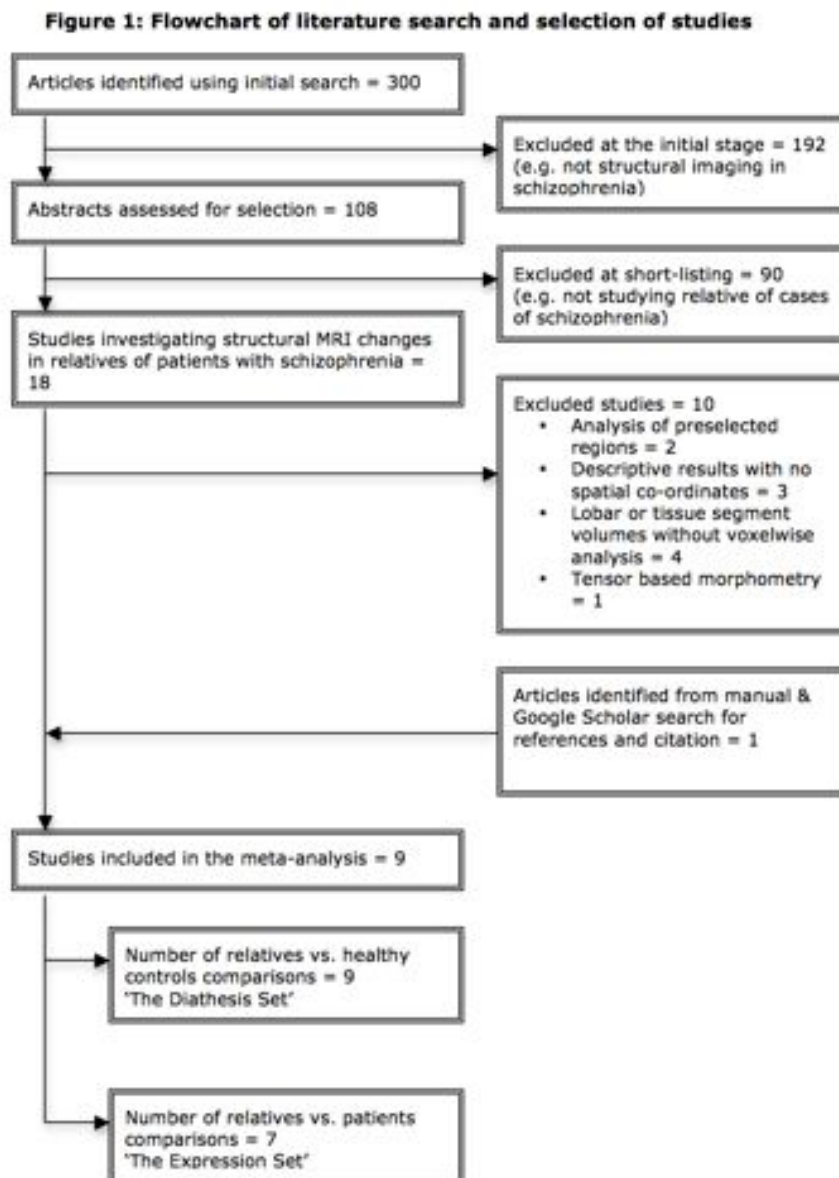 Figure 1: Flowchart of literature search and selection of studies
Articles identified using initial search = 300
Excluded at the initial stage = 192
(e.g. not structural imaging in
schizophrenia)
Abstracts assessed for selection = 108
Excluded at short-listing = 90
(e.g. not studying relative of cases
of schizophrenia)
Studies investigating structural MRI changes
in relatives of patients with schizophrenia =
18
Excluded studies = 10
• Analysis of preselected
regions = 2
• Descriptive results with no
spatial co-ordinates = 3
• Lobar or tissue segment
volumes without voxelwise
analysis = 4
• Tensor based morphometry
= 1
Articles identified from manual &
Google Scholar search for
references and citation = 1
Studies included in the meta-analysis = 9
Number of relatives vs. healthy
controls comparisons = 9
'The Diathesis Set'
Number of relatives vs. patients
comparisons = 7
'The Expression Set'